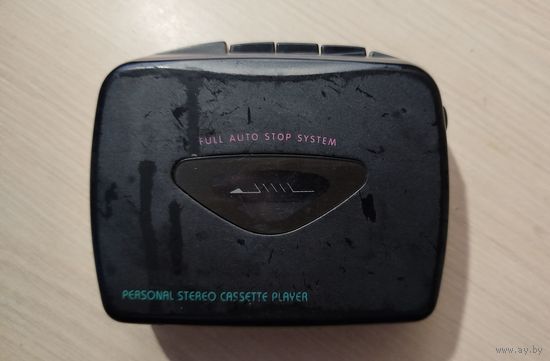 FULL AUTO STOP SYSTEM
PERSONAL STEREO CASSETTE PLAYER
© www.ay.by